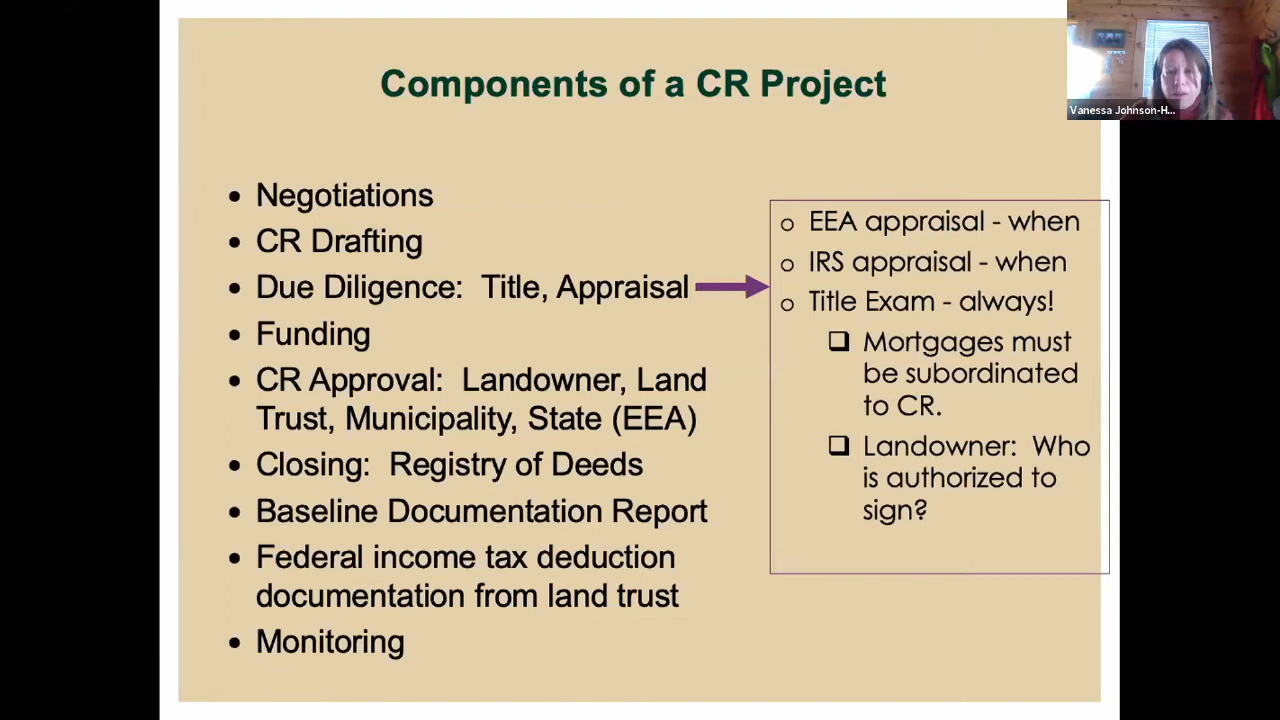 Components of a CR Project
Vanessa Johnson-H...
• Negotiations
• CR Drafting
• Due Diligence:  Title, Appraisal
• Funding
• CR Approval:  Landowner, Land
Trust, Municipality, State (EEA)
• Closing:  Registry of Deeds
• Baseline Documentation Report
• Federal income tax deduction
documentation from land trust
• Monitoring
o EEA appraisal - when
o IRS appraisal - when
o Title Exam - always!
❑ Mortgages must
be subordinated
to CR.
❑ Landowner:  Who
is authorized to
sign?